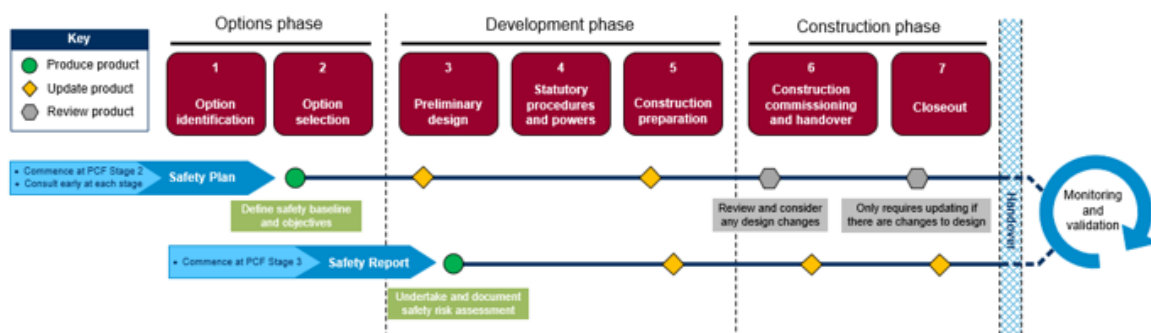 Options phase
Development phase
Construction phase
Key
Produce product
Update product
Review product
1
Option
identification
2
Option
selection
3
Preliminary
design
4
Statutory
procedures
and powers
5
Construction
preparation
6
Construction
commissioning
and handover
7
Closeout
• Commence at PCF Stage 2
• Consult early at each stage
Safety Plan
Define safety baseline
and objectives
Review and consider
any design changes
Only requires updating if
there are changes to design
Handover
Monitoring
and
validation
• Commence at PCF Stage 3
Safety Report
Undertake and document
safety risk assessment